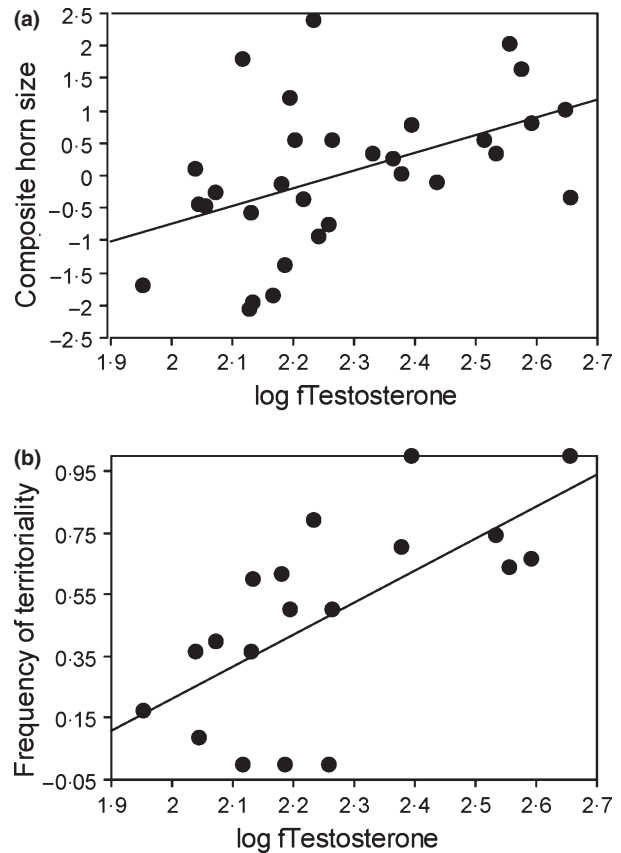 (a)
Composite horn size
2·5
2
1·5
1
0·5
0
−0·5
−1
−1·5
−2
−2·5
1·9 2 2·1 2·2 2·3 2·4 2·5 2·6 2·7
log fTestosterone
(b)
Frequency of territoriality
0·95
0·75
0·55
0·35
0·15
−0·05
1·9 2 2·1 2·2 2·3 2·4 2·5 2·6 2·7
log fTestosterone